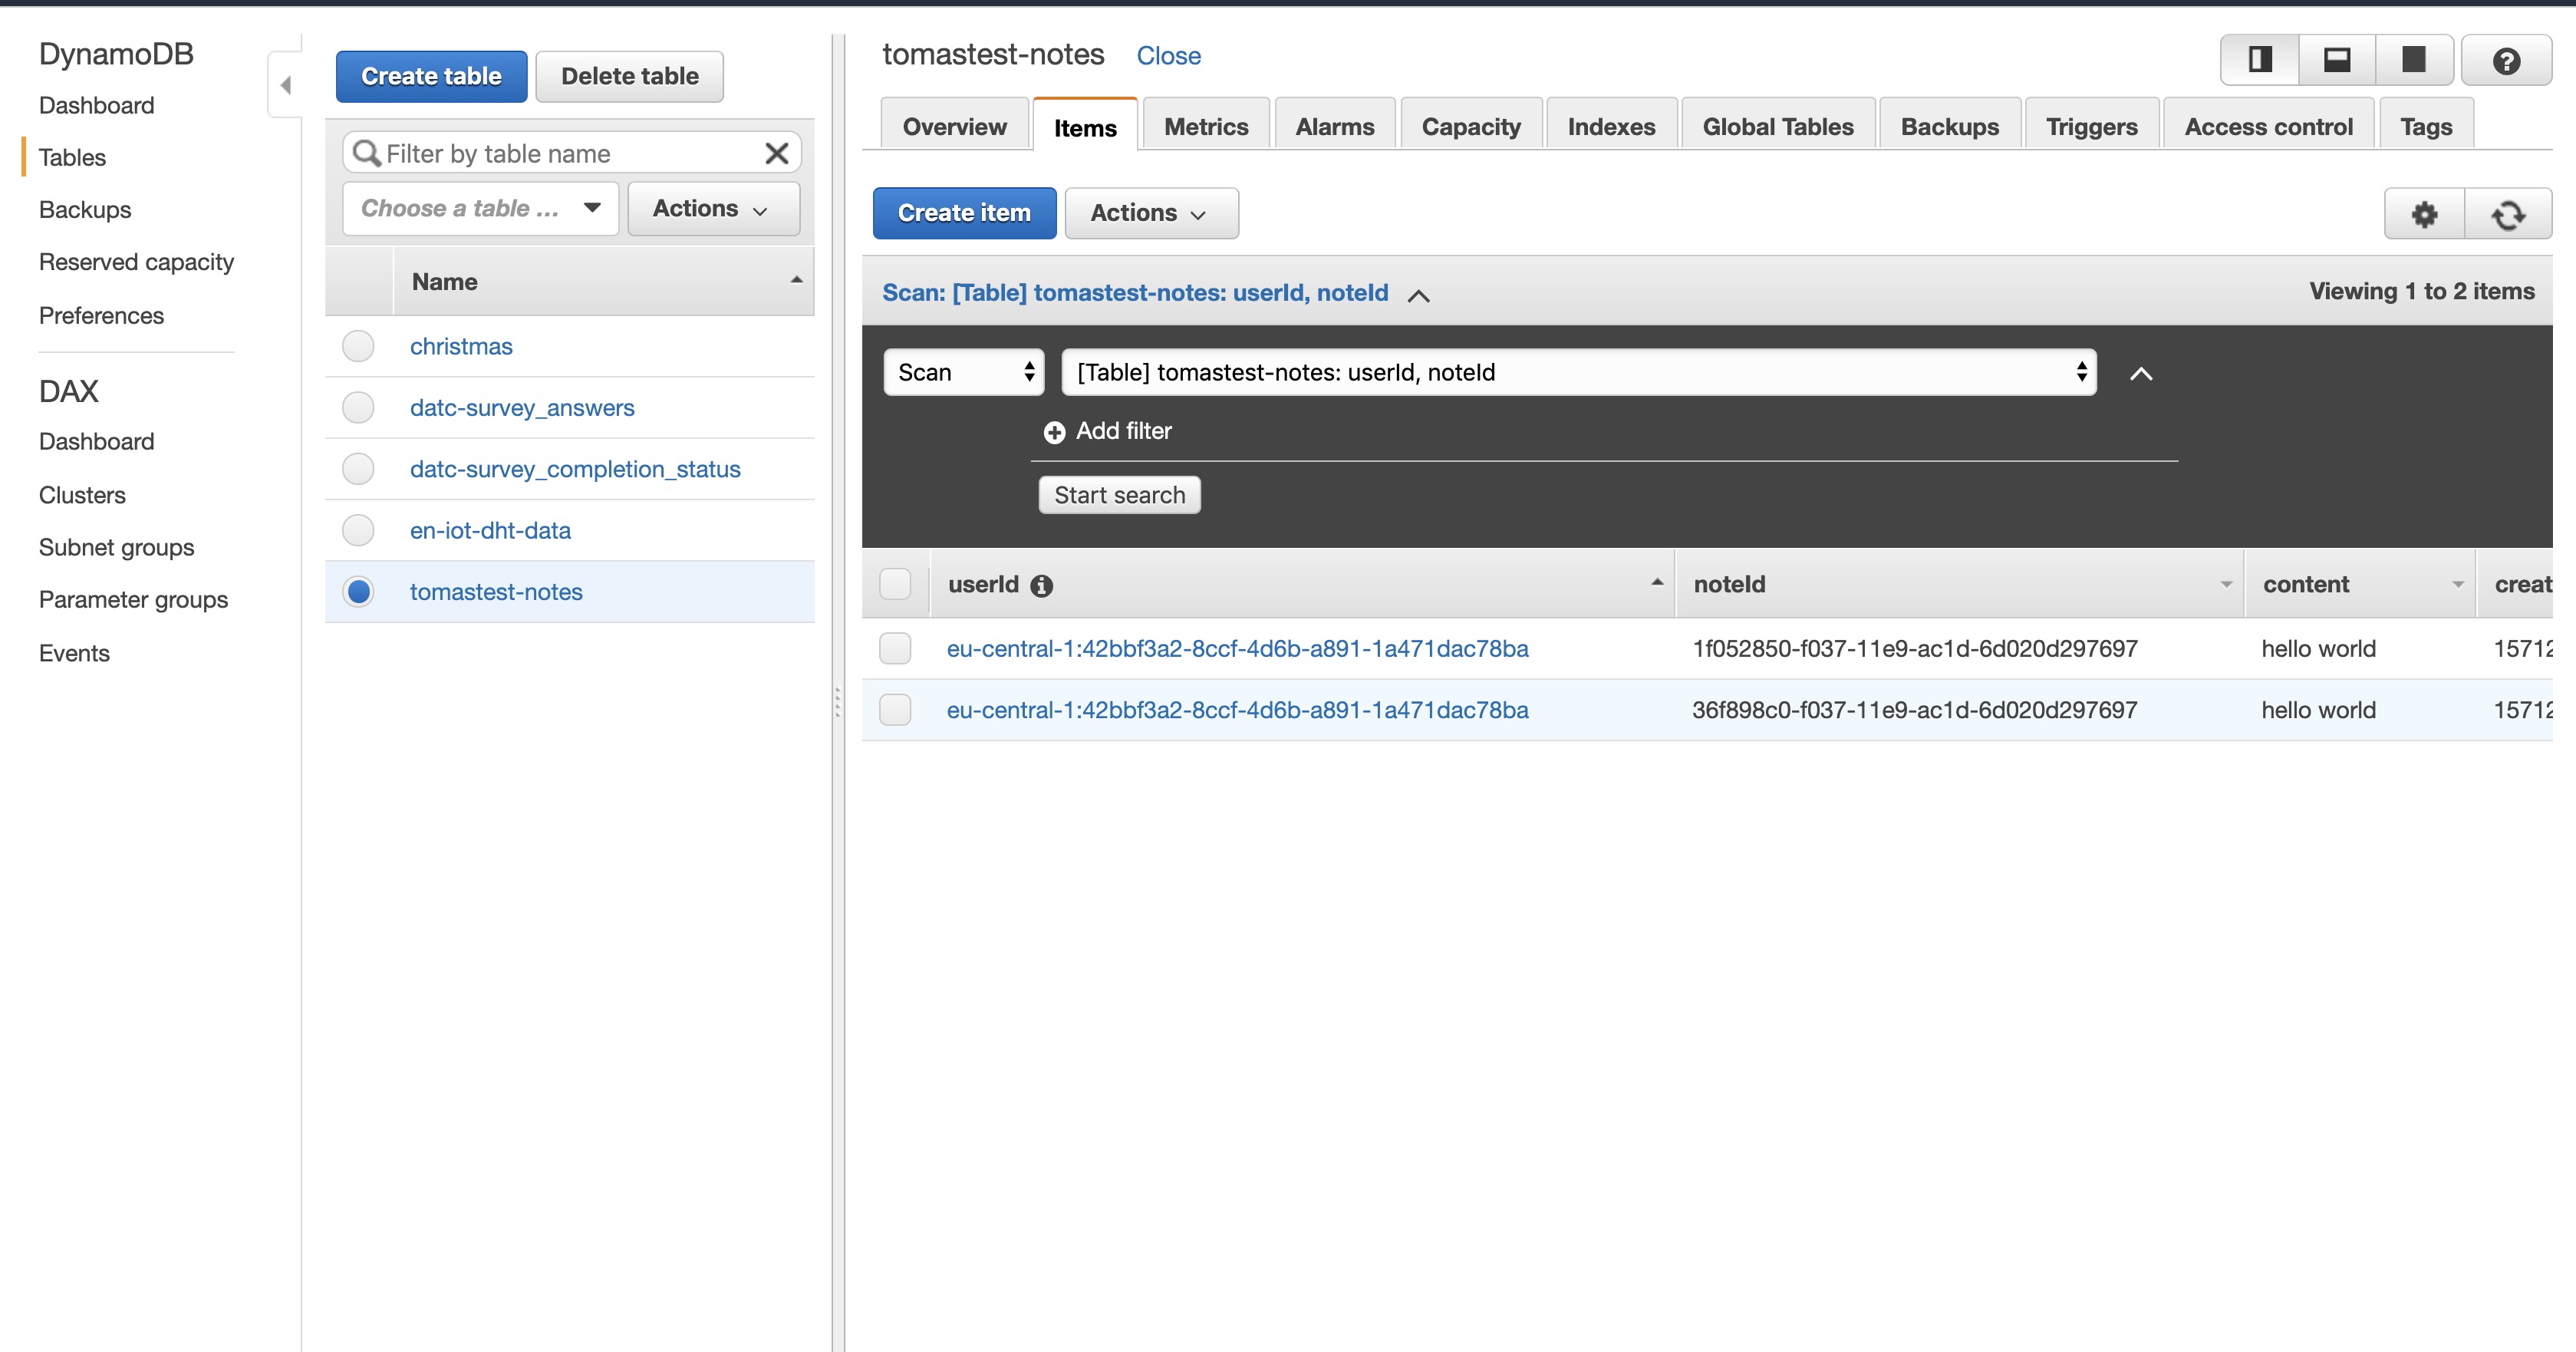 DynamoDB
Dashboard
Tables
Backups
Reserved capacity
Preferences
DAX
Dashboard
Clusters
Subnet groups
Parameter groups
Events
Create table
Delete table
Filter by table name
Choose a table ...
Actions
Name
christmas
datc-survey_answers
datc-survey_completion_status
en-iot-dht-data
tomastest-notes
tomastest-notes Close
Overview Items Metrics Alarms Capacity Indexes Global Tables Backups Triggers Access control Tags
Create item Actions
Scan: [Table] tomastest-notes: userId, noteId Viewing 1 to 2 items
Scan [Table] tomastest-notes: userId, noteId
Add filter
Start search
userId noteId content creat
eu-central-1:42bbf3a2-8ccf-4d6b-a891-1a471dac78ba 1f052850-f037-11e9-ac1d-6d020d297697 hello world 15712
eu-central-1:42bbf3a2-8ccf-4d6b-a891-1a471dac78ba 36f898c0-f037-11e9-ac1d-6d020d297697 hello world 15712